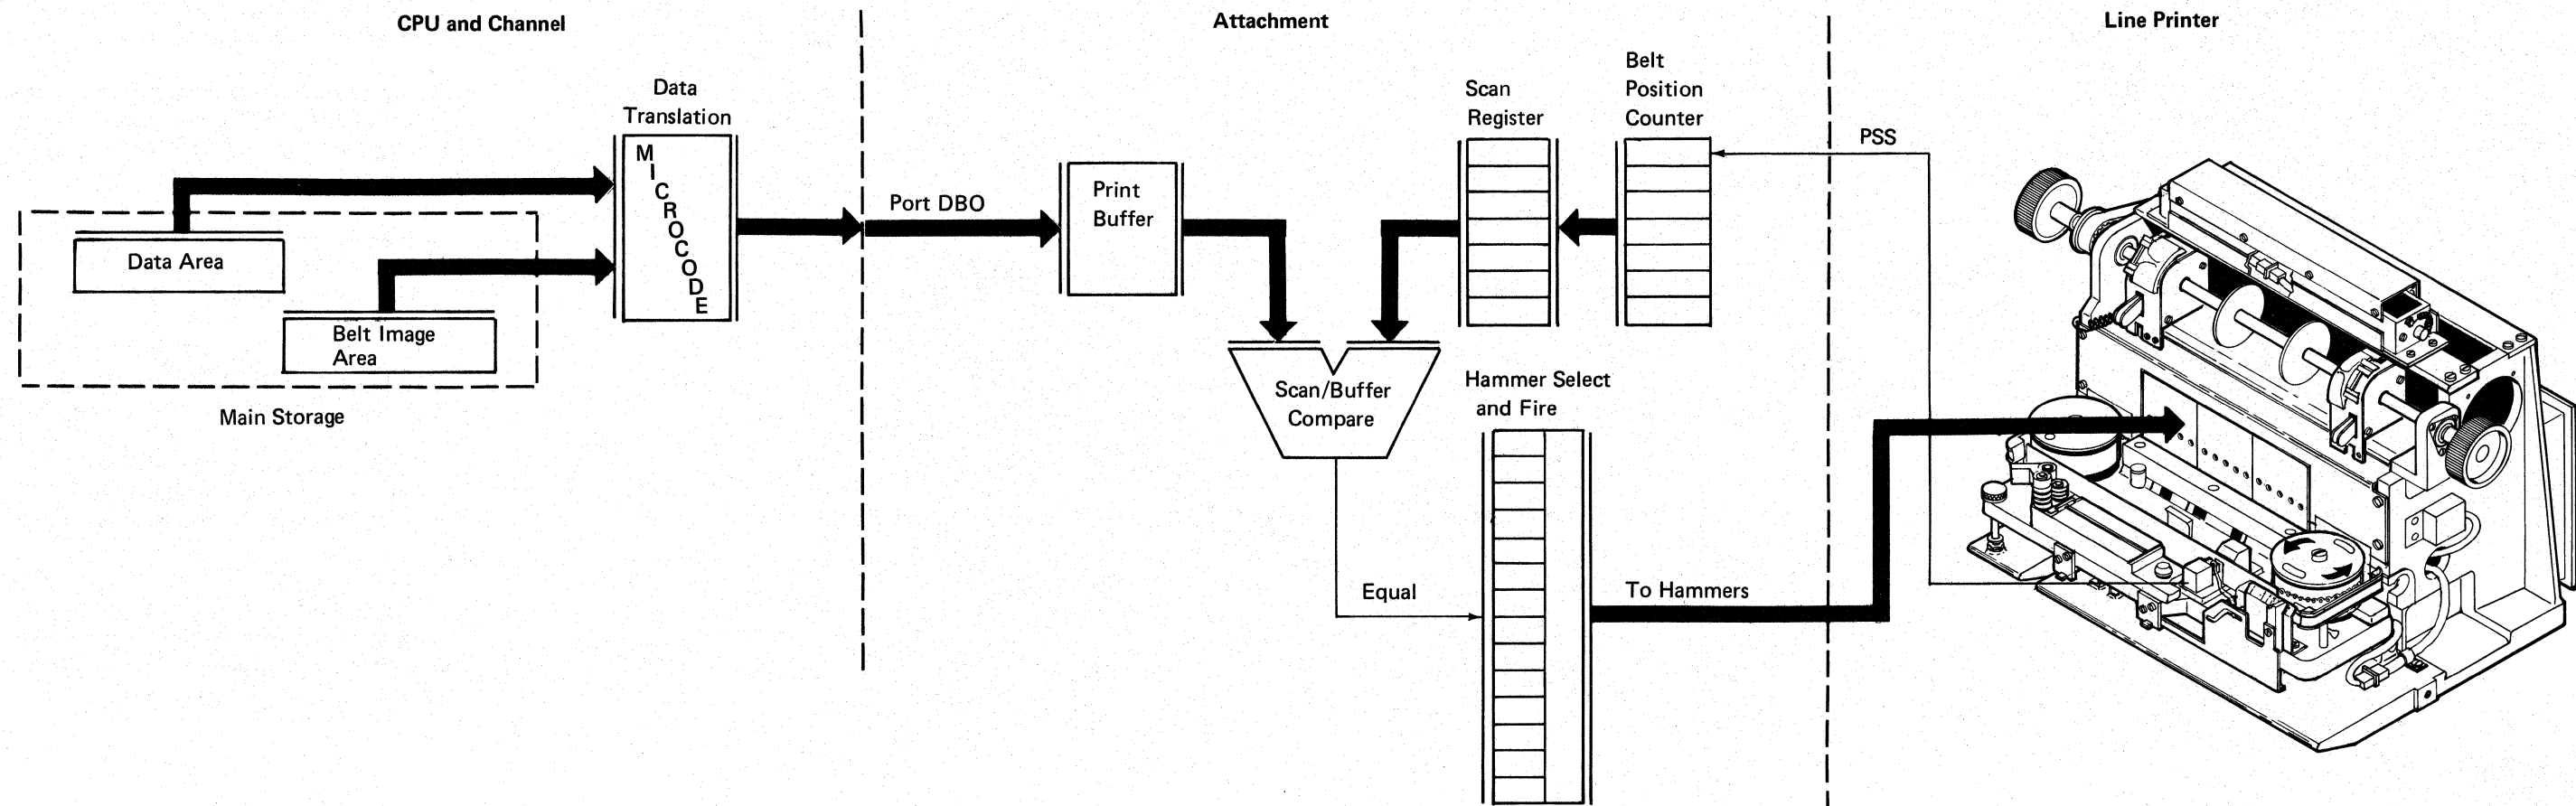 CPU and Channel
Attachment
Line Printer
Data
Translation
MICROCODE
Data Area
Belt Image
Area
Main Storage
Port DBO
Print
Buffer
Scan
Register
Belt
Position
Counter
PSS
Scan/Buffer
Compare
Hammer Select
and Fire
Equal
To Hammers